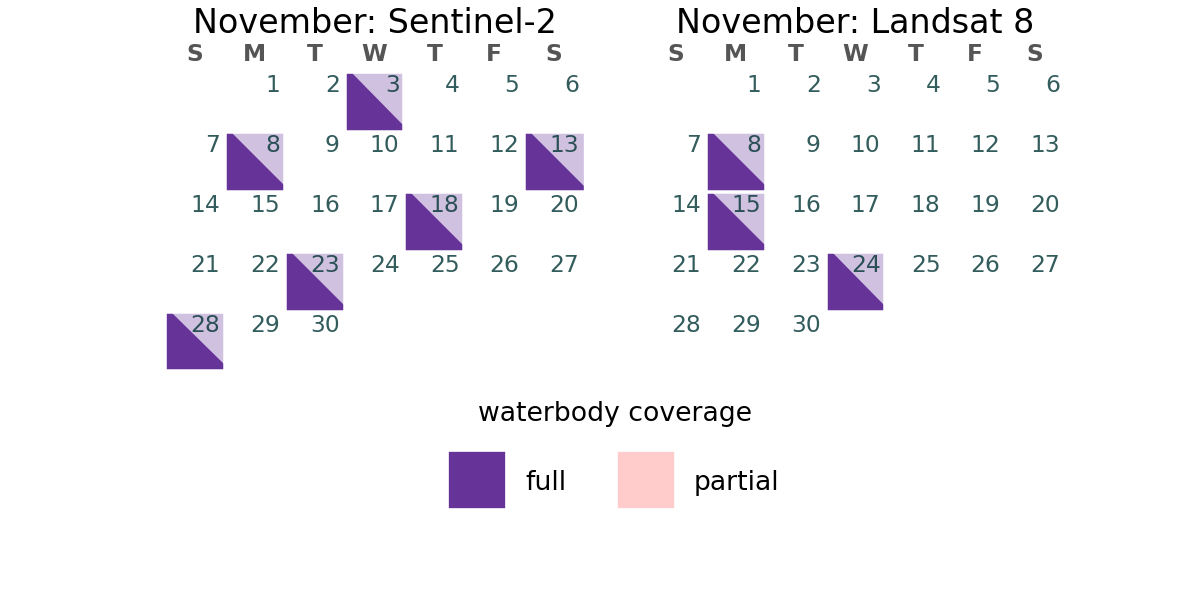 November: Sentinel-2
S M T W T F S
1 2 3 4 5 6
7 8 9 10 11 12 13
14 15 16 17 18 19 20
21 22 23 24 25 26 27
28 29 30
November: Landsat 8
S M T W T F S
1 2 3 4 5 6
7 8 9 10 11 12 13
14 15 16 17 18 19 20
21 22 23 24 25 26 27
28 29 30
waterbody coverage
full partial